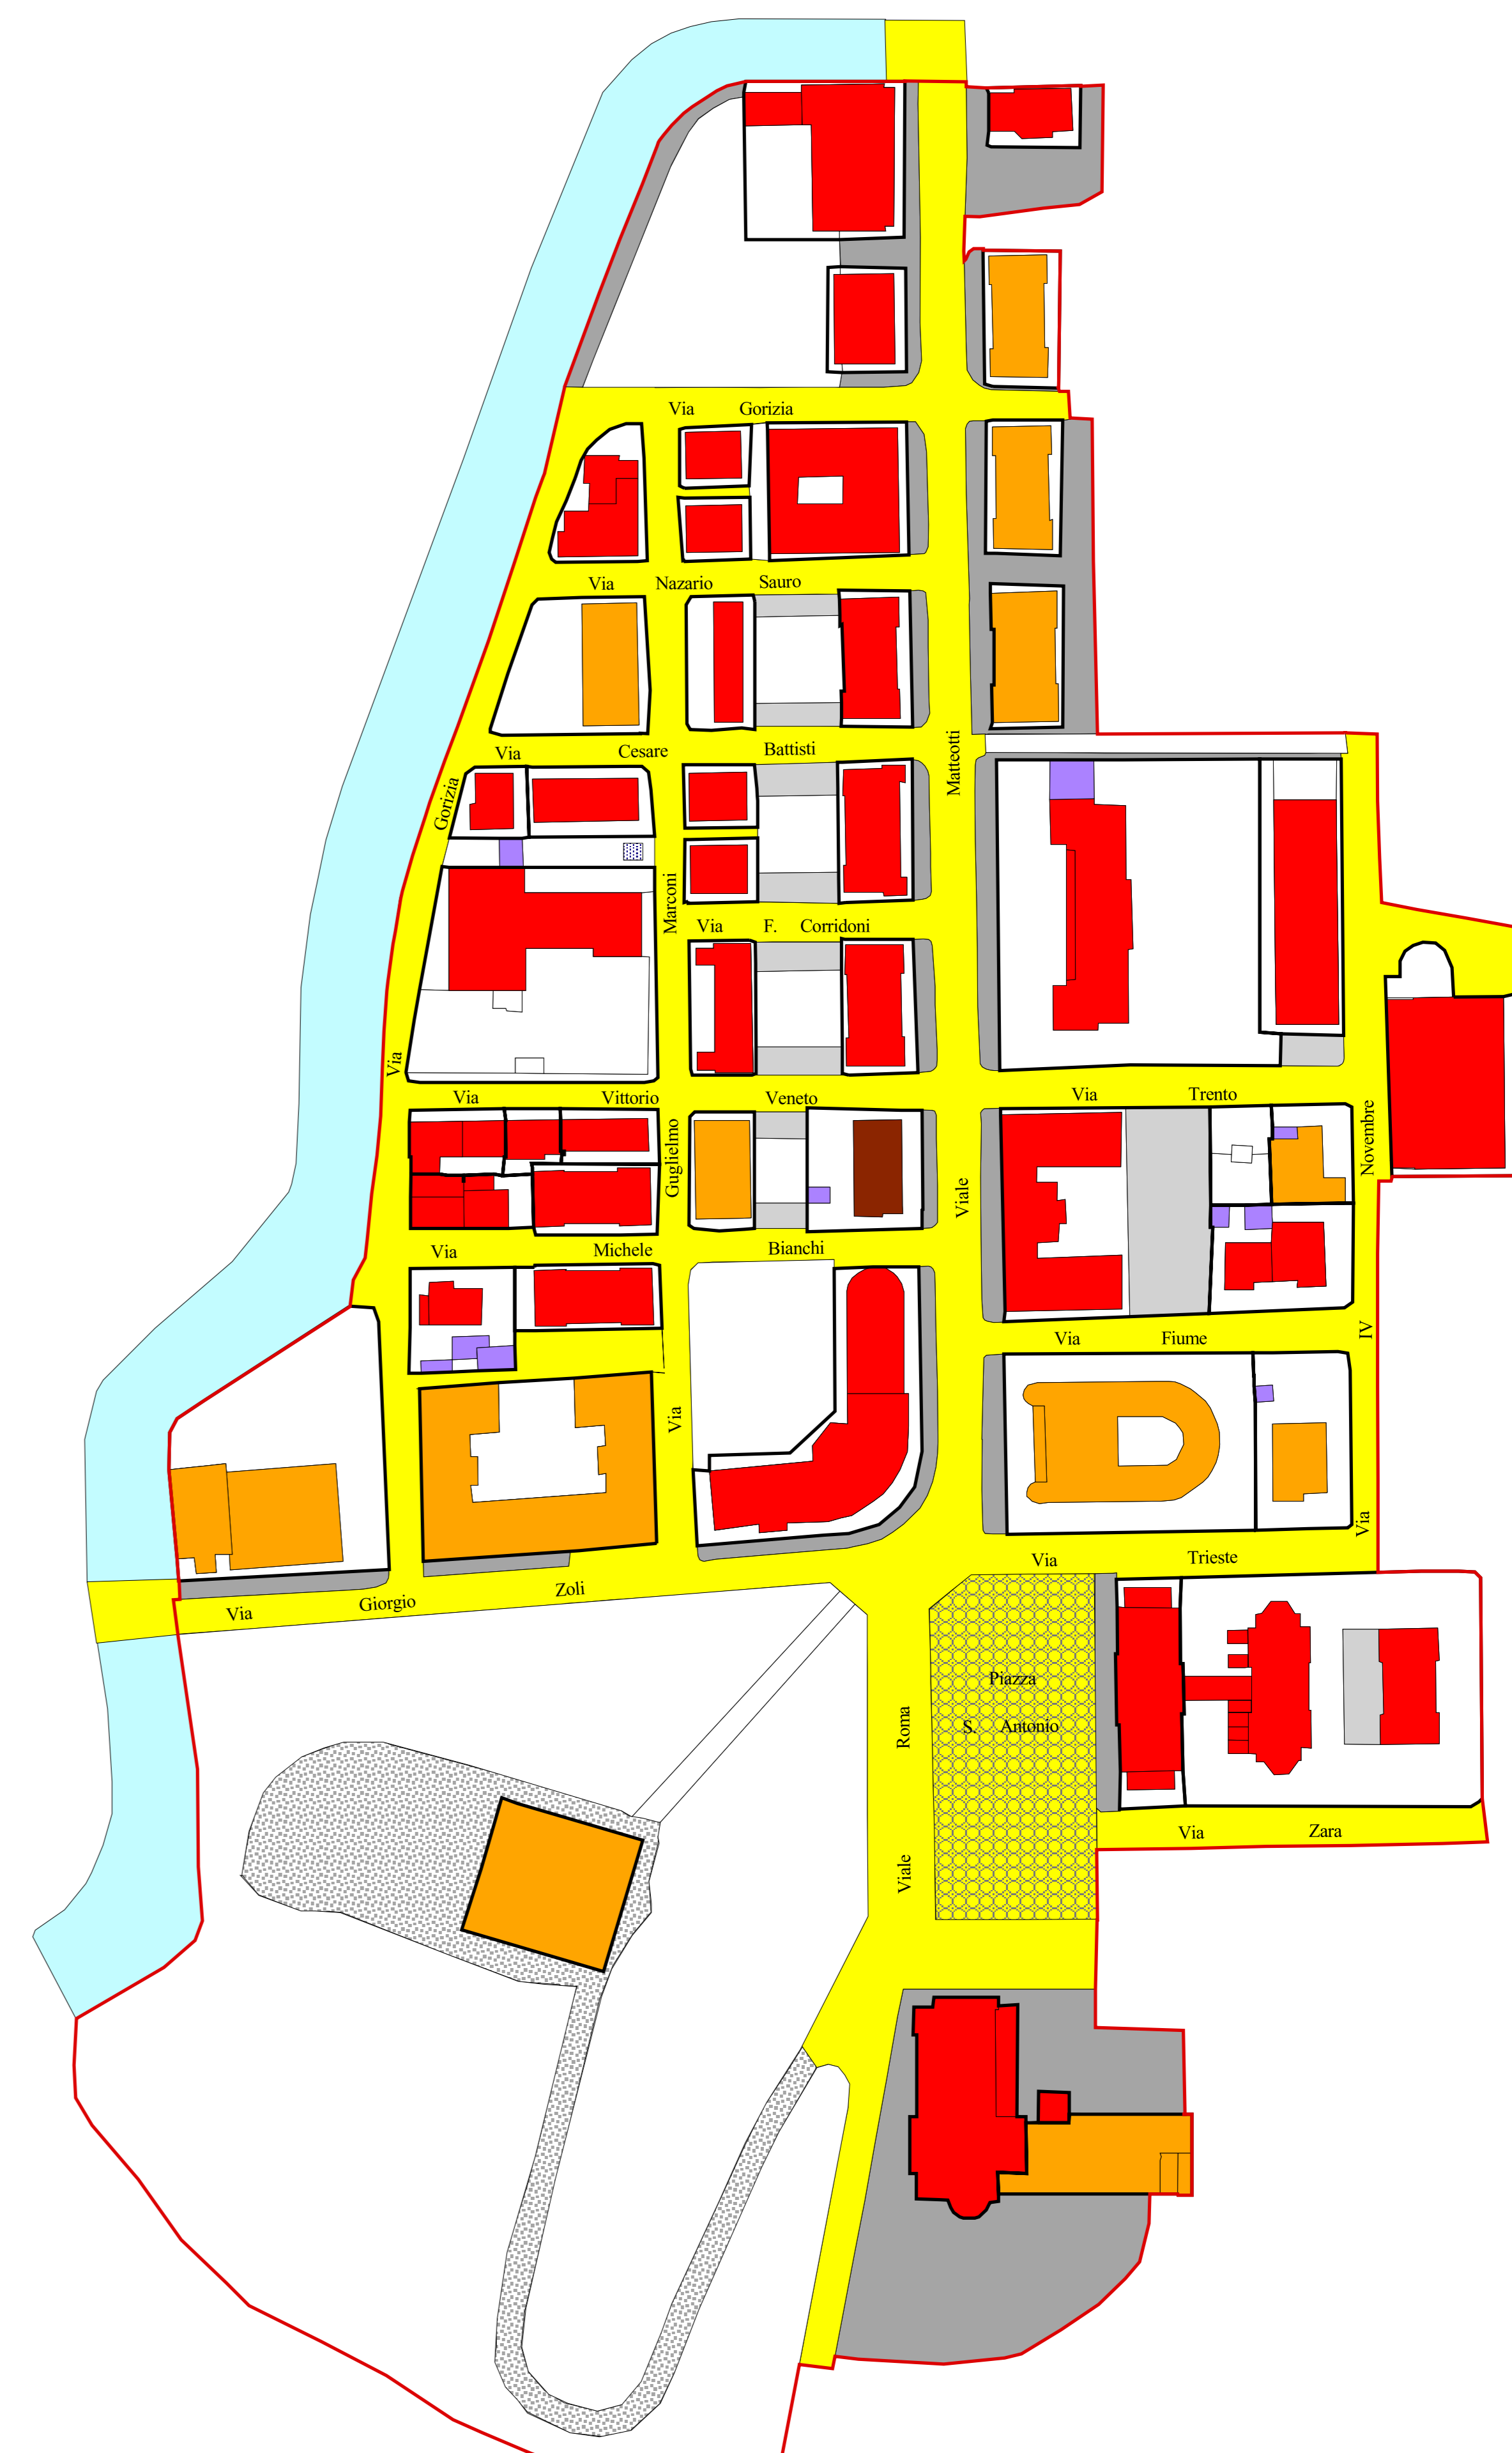 Via Gorizia
Via Nazario Sauro
Via Cesare Battisti
Matteotti
Gorizia
Marconi
Via F. Corridoni
Via
Via Vittorio Veneto
Via Trento
Novembre
Guglielmo
Viale
Via Michele Bianchi
IV
Via Fiume
Via
Via
Via Trieste
Via Giorgio Zoli
Piazza
S. Antonio
Roma
Viale
Via Zara